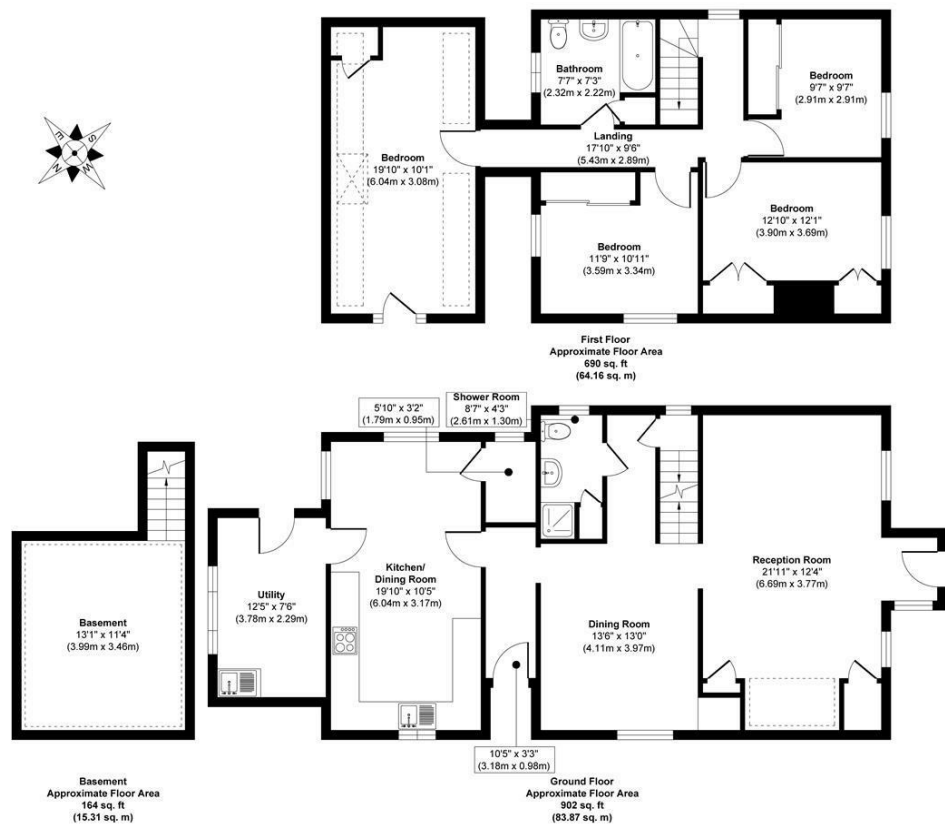 Bathroom
7'7" x 7'3"
(2.32m x 2.22m)
Bedroom
9'7" x 9'7"
(2.91m x 2.91m)
Landing
17'10" x 9'6"
(5.43m x 2.89m)
Bedroom
19'10" x 10'1"
(6.04m x 3.08m)
Bedroom
12'10" x 12'1"
(3.90m x 3.69m)
Bedroom
11'9" x 10'11"
(3.59m x 3.34m)
S
E
W
N
First Floor
Approximate Floor Area
690 sq. ft
(64.16 sq. m)
5'10" x 3'2"
(1.79m x 0.95m)
Shower Room
8'7" x 4'3"
(2.61m x 1.30m)
Kitchen/
Dining Room
19'10" x 10'5"
(6.04m x 3.17m)
Reception Room
21'11" x 12'4"
(6.69m x 3.77m)
Utility
12'5" x 7'6"
(3.78m x 2.29m)
Basement
13'1" x 11'4"
(3.99m x 3.46m)
Dining Room
13'6" x 13'0"
(4.11m x 3.97m)
10'5" x 3'3"
(3.18m x 0.98m)
Basement
Approximate Floor Area
164 sq. ft
(15.31 sq. m)
Ground Floor
Approximate Floor Area
902 sq. ft
(83.87 sq. m)